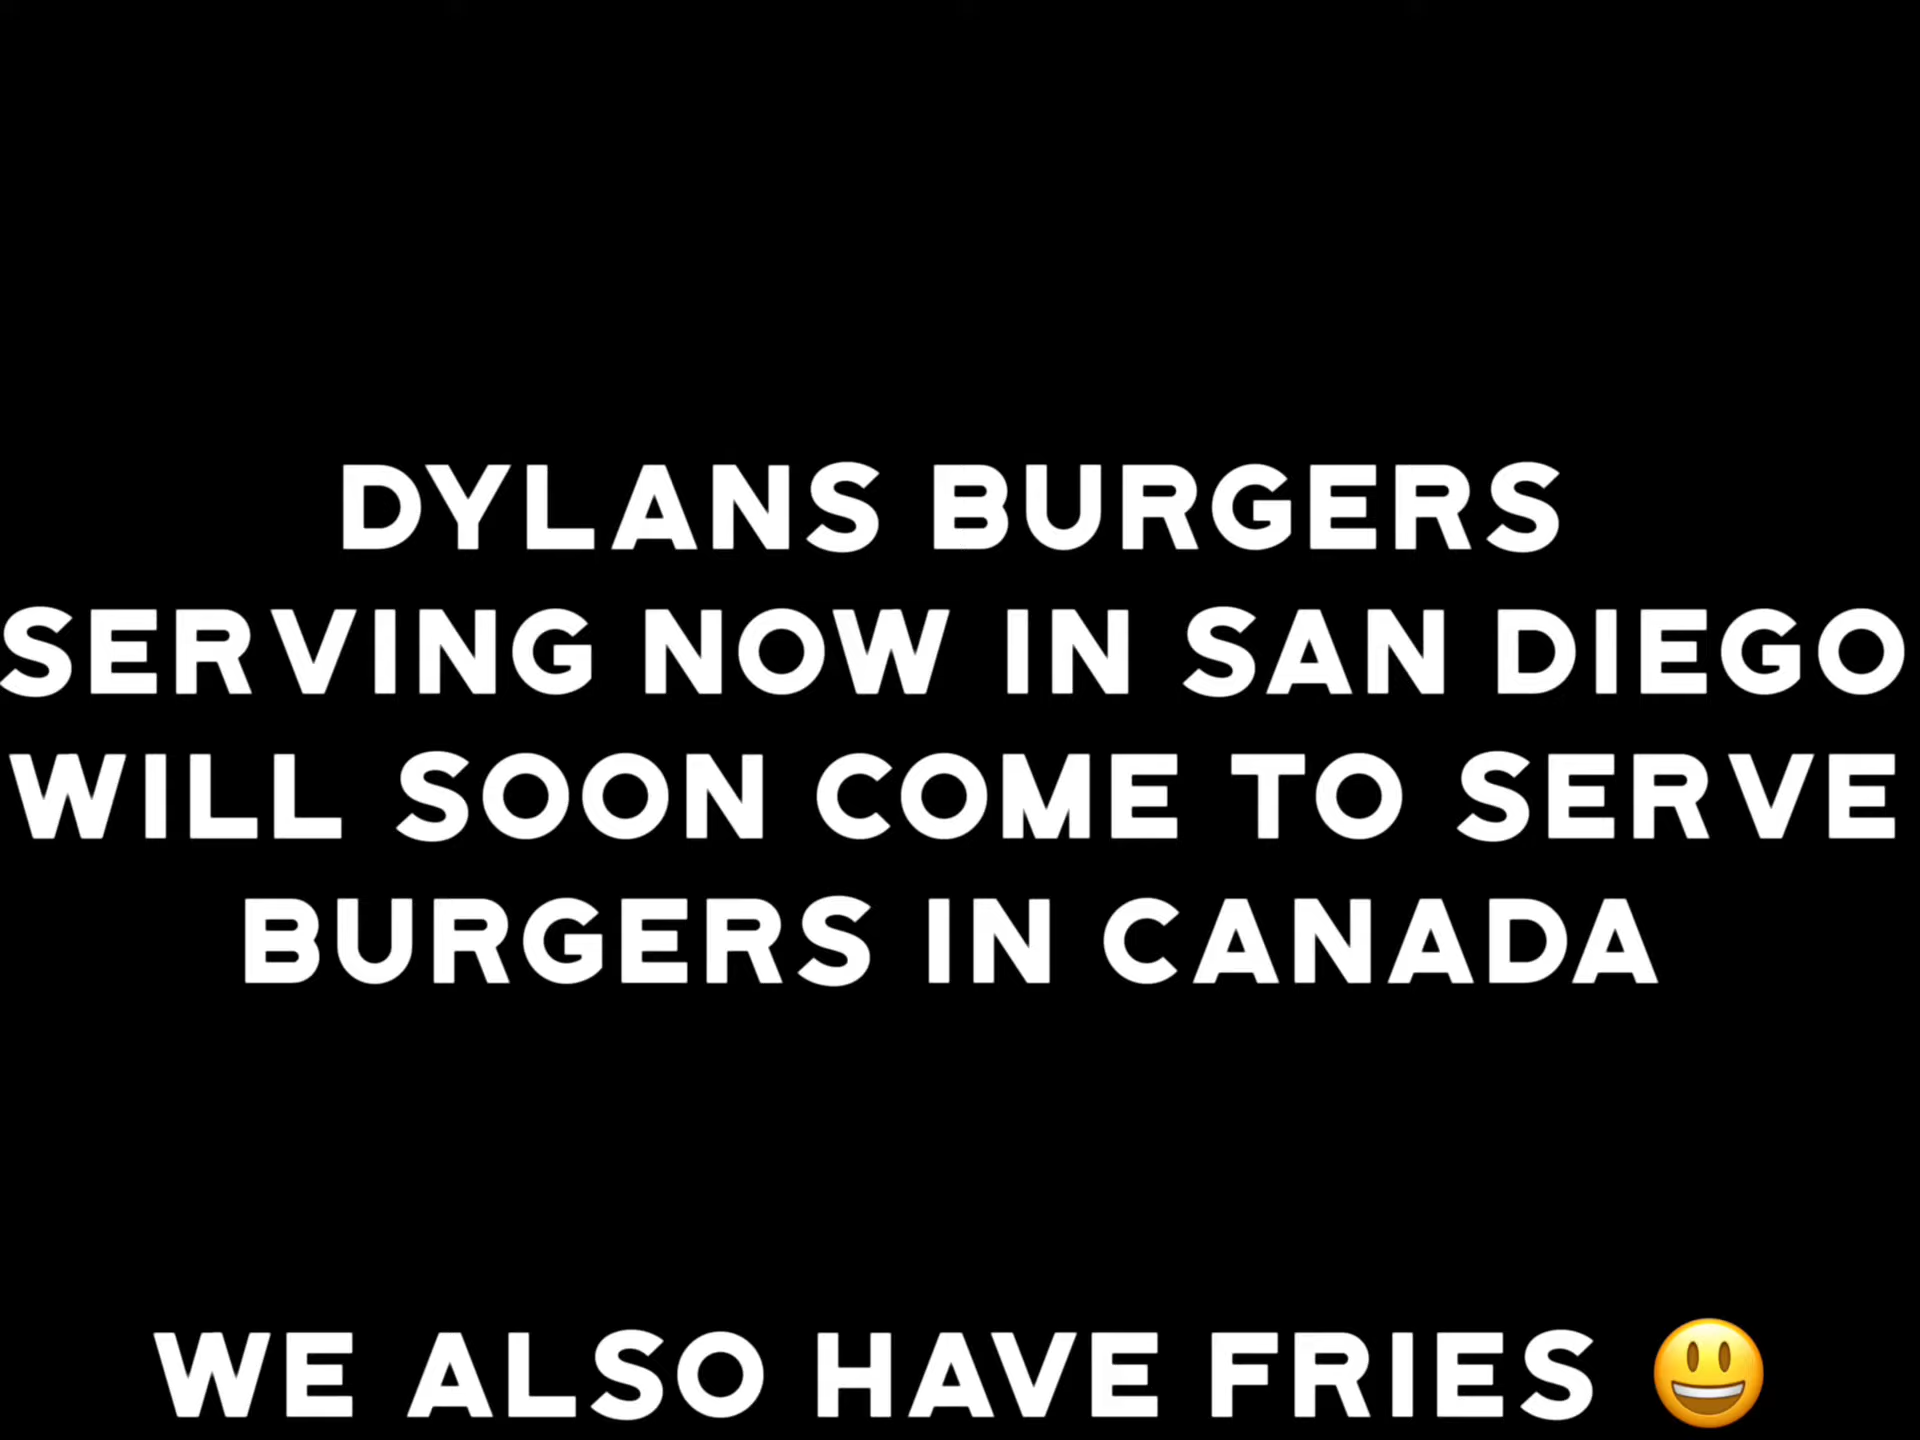 DYLANS BURGERS
SERVING NOW IN SAN DIEGO
WILL SOON COME TO SERVE
BURGERS IN CANADA
WE ALSO HAVE FRIES 😃